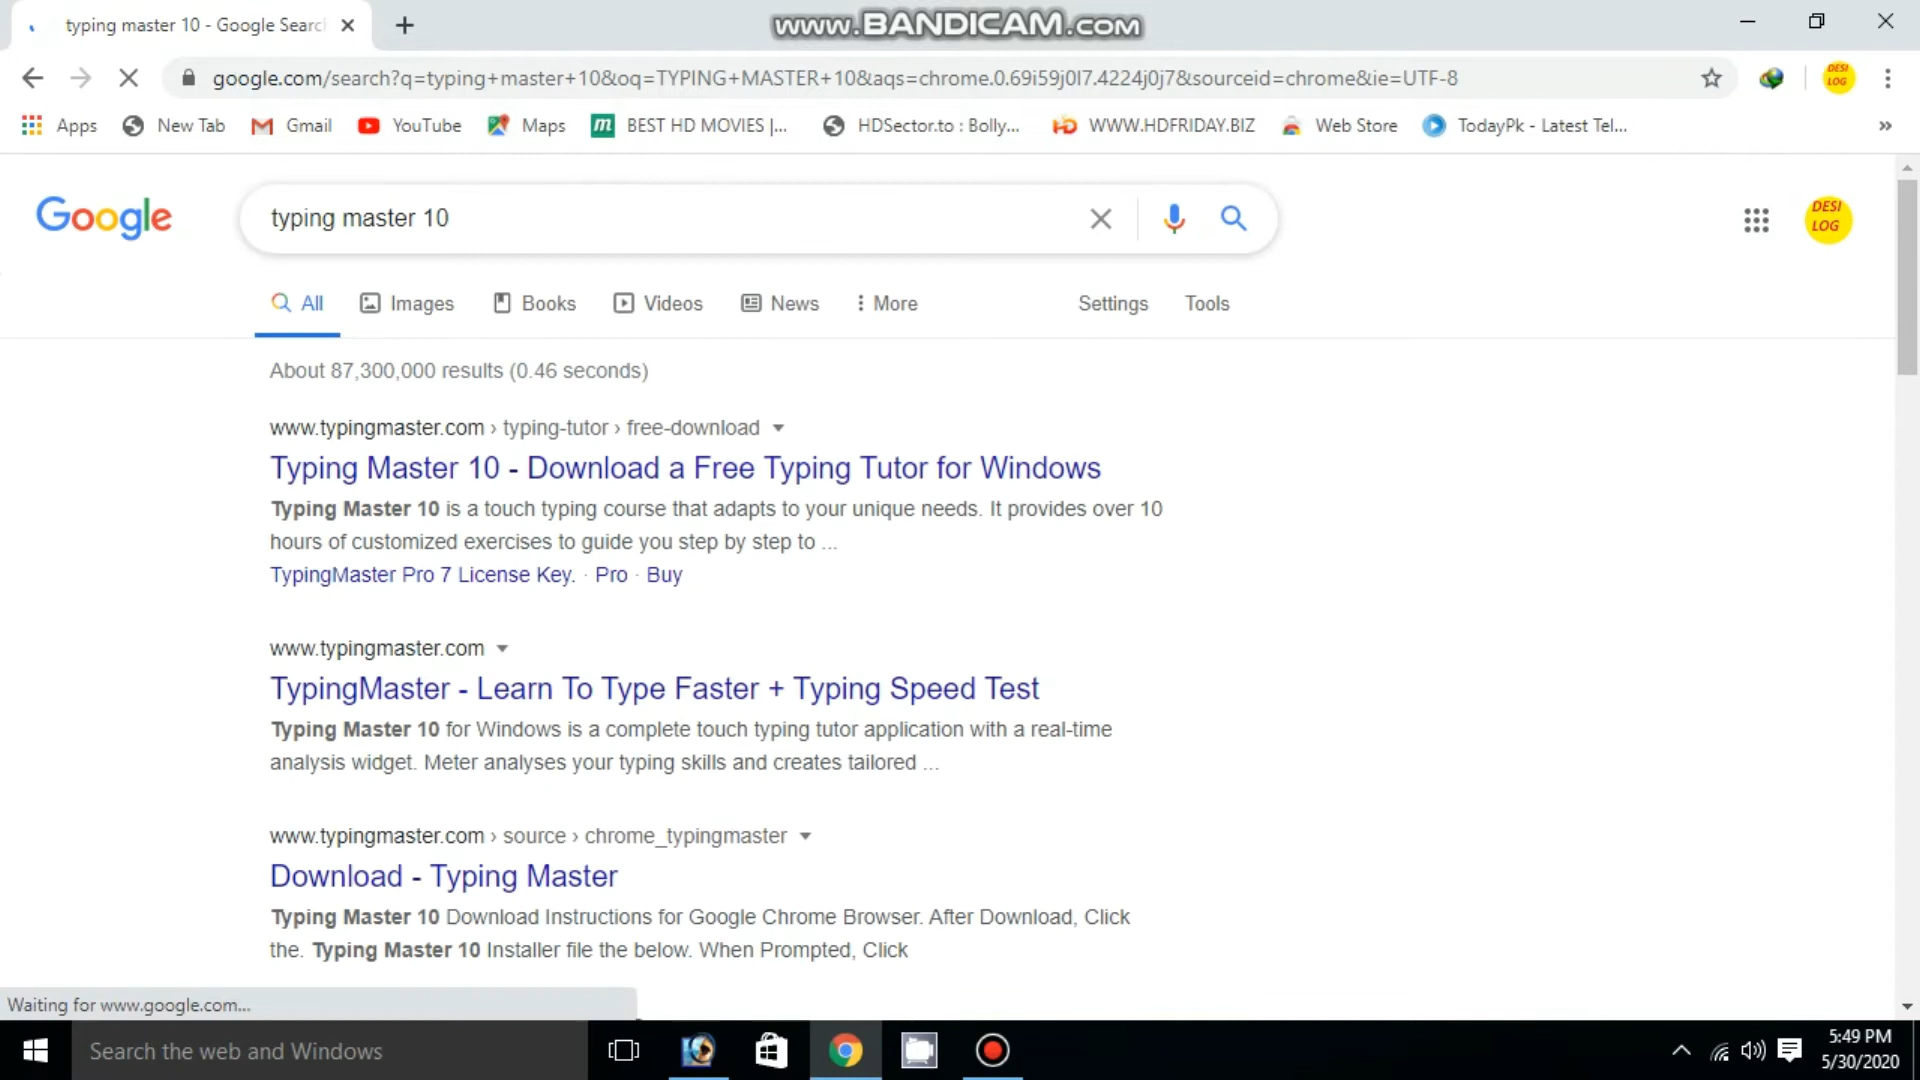 typing master 10 - Google Search
www.BANDICAM.com
google.com/search?q=typing+master+10&oq=TYPING+MASTER+10&aqs=chrome.0.69i59j0l7.4224j0j7&sourceid=chrome&ie=UTF-8
DESI
LOG
Apps
New Tab
Gmail
YouTube
Maps
BEST HD MOVIES |...
HDSector.to : Bolly...
WWW.HDFRIDAY.BIZ
Web Store
TodayPk - Latest Tel...
»
Google
typing master 10
DESI
LOG
All
Images
Books
Videos
News
More
Settings
Tools
About 87,300,000 results (0.46 seconds)
www.typingmaster.com › typing-tutor › free-download
Typing Master 10 - Download a Free Typing Tutor for Windows
Typing Master 10 is a touch typing course that adapts to your unique needs. It provides over 10
hours of customized exercises to guide you step by step to ...
TypingMaster Pro 7 License Key. · Pro · Buy
www.typingmaster.com
TypingMaster - Learn To Type Faster + Typing Speed Test
Typing Master 10 for Windows is a complete touch typing tutor application with a real-time
analysis widget. Meter analyses your typing skills and creates tailored ...
www.typingmaster.com › source › chrome_typingmaster
Download - Typing Master
Typing Master 10 Download Instructions for Google Chrome Browser. After Download, Click
the. Typing Master 10 Installer file the below. When Prompted, Click
Waiting for www.google.com...
Search the web and Windows
5:49 PM
5/30/2020